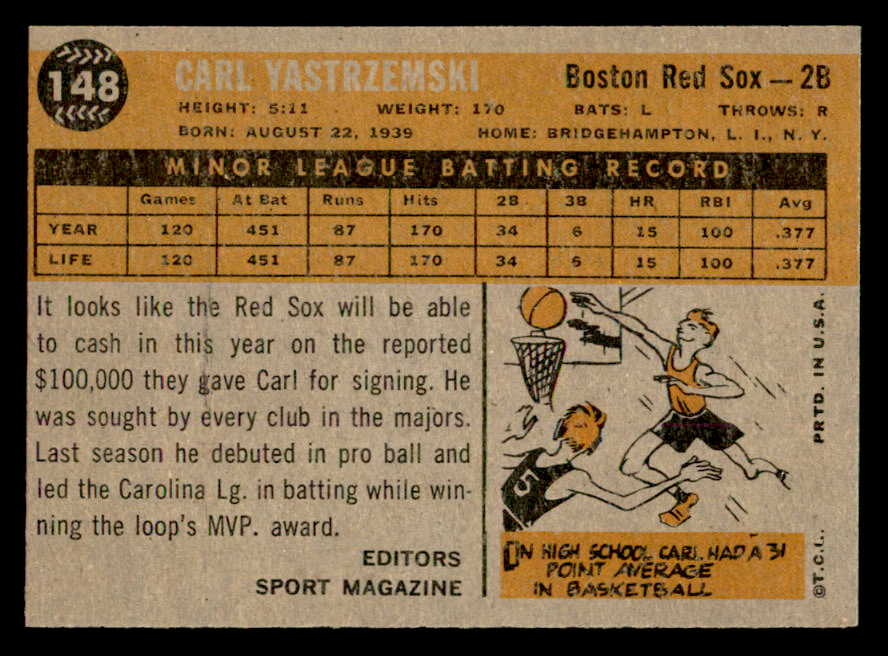 148
CARL YASTRZEMSKI Boston Red Sox — 2B
HEIGHT: 5:11 WEIGHT: 170 BATS: L THROWS: R
BORN: AUGUST 22, 1939 HOME: BRIDGEHAMPTON, L. I., N. Y.
MINOR LEAGUE BATTING RECORD
Games At Bat Runs Hits 2B 3B HR RBI Avg
YEAR 120 451 87 170 34 6 15 100 .377
LIFE 120 451 87 170 34 6 15 100 .377
It looks like the Red Sox will be able
to cash in this year on the reported
$100,000 they gave Carl for signing. He
was sought by every club in the majors.
Last season he debuted in pro ball and
led the Carolina Lg. in batting while win-
ning the loop's MVP. award.
EDITORS
SPORT MAGAZINE
5
IN HIGH SCHOOL CARL HAD A 31
POINT AVERAGE
IN BASKETBALL
©T.C.G. PRTD. IN U.S.A.